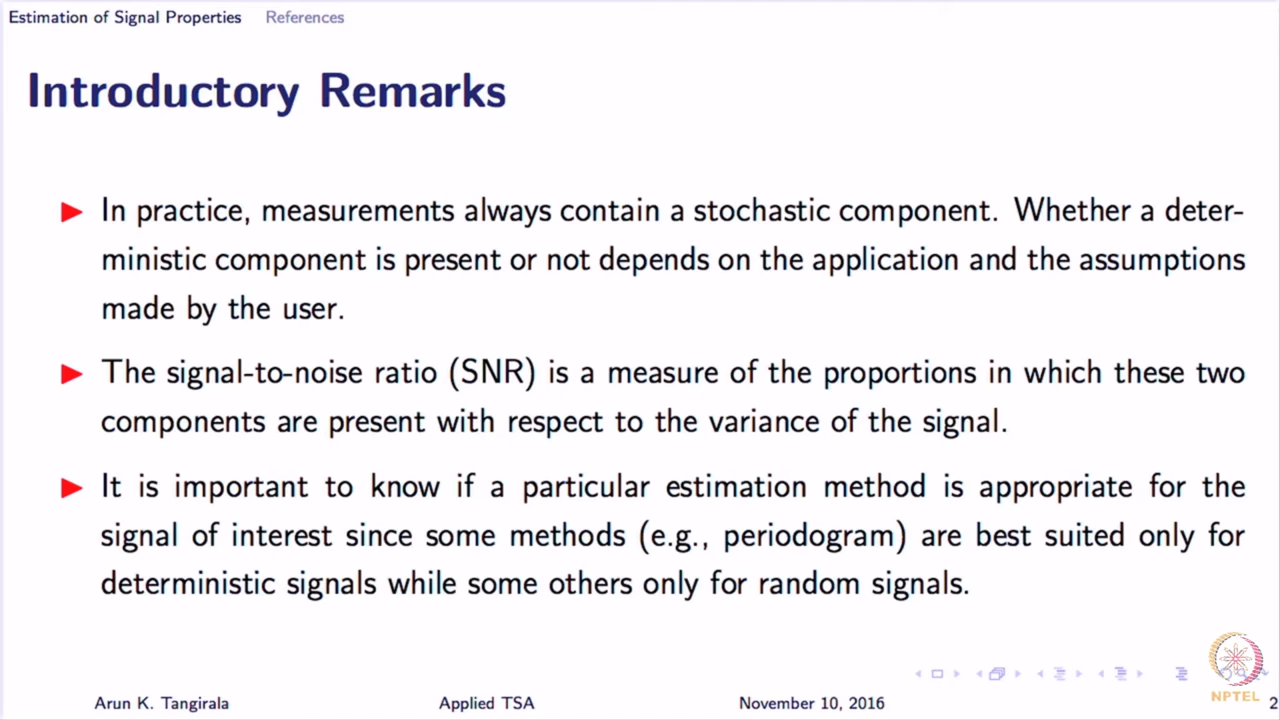 Estimation of Signal Properties References
Introductory Remarks
In practice, measurements always contain a stochastic component. Whether a deter-
ministic component is present or not depends on the application and the assumptions
made by the user.
The signal-to-noise ratio (SNR) is a measure of the proportions in which these two
components are present with respect to the variance of the signal.
It is important to know if a particular estimation method is appropriate for the
signal of interest since some methods (e.g., periodogram) are best suited only for
deterministic signals while some others only for random signals.
NPTEL
Arun K. Tangirala Applied TSA November 10, 2016 2